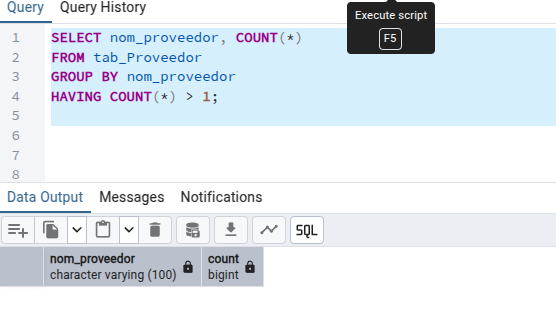 Query Query History
Execute script
F5
1 SELECT nom_proveedor, COUNT(*)
2 FROM tab_Proveedor
3 GROUP BY nom_proveedor
4 HAVING COUNT(*) > 1;
5
6
7
8
Data Output Messages Notifications
SQL
nom_proveedor count
character varying (100) bigint